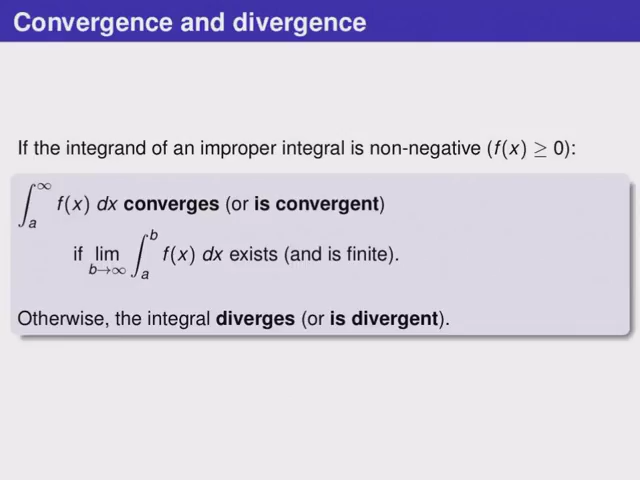 Convergence and divergence
If the integrand of an improper integral is non-negative (f(x) ≥ 0):
∫_a^∞ f(x) dx converges (or is convergent)
if lim_{b→∞} ∫_a^b f(x) dx exists (and is finite).
Otherwise, the integral diverges (or is divergent).